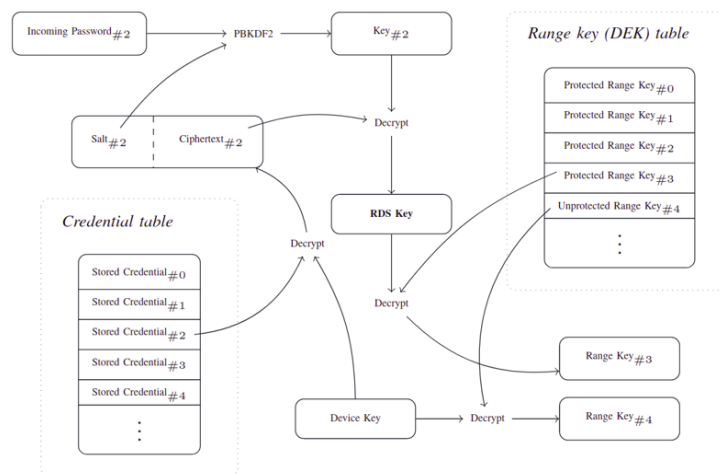 Incoming Password#2
PBKDF2
Key#2
Range key (DEK) table
Protected Range Key#0
Protected Range Key#1
Protected Range Key#2
Protected Range Key#3
Unprotected Range Key#4
⋮
Salt#2
Ciphertext#2
Decrypt
RDS Key
Credential table
Decrypt
Stored Credential#0
Stored Credential#1
Stored Credential#2
Stored Credential#3
Stored Credential#4
⋮
Decrypt
Range Key#3
Device Key
Decrypt
Range Key#4